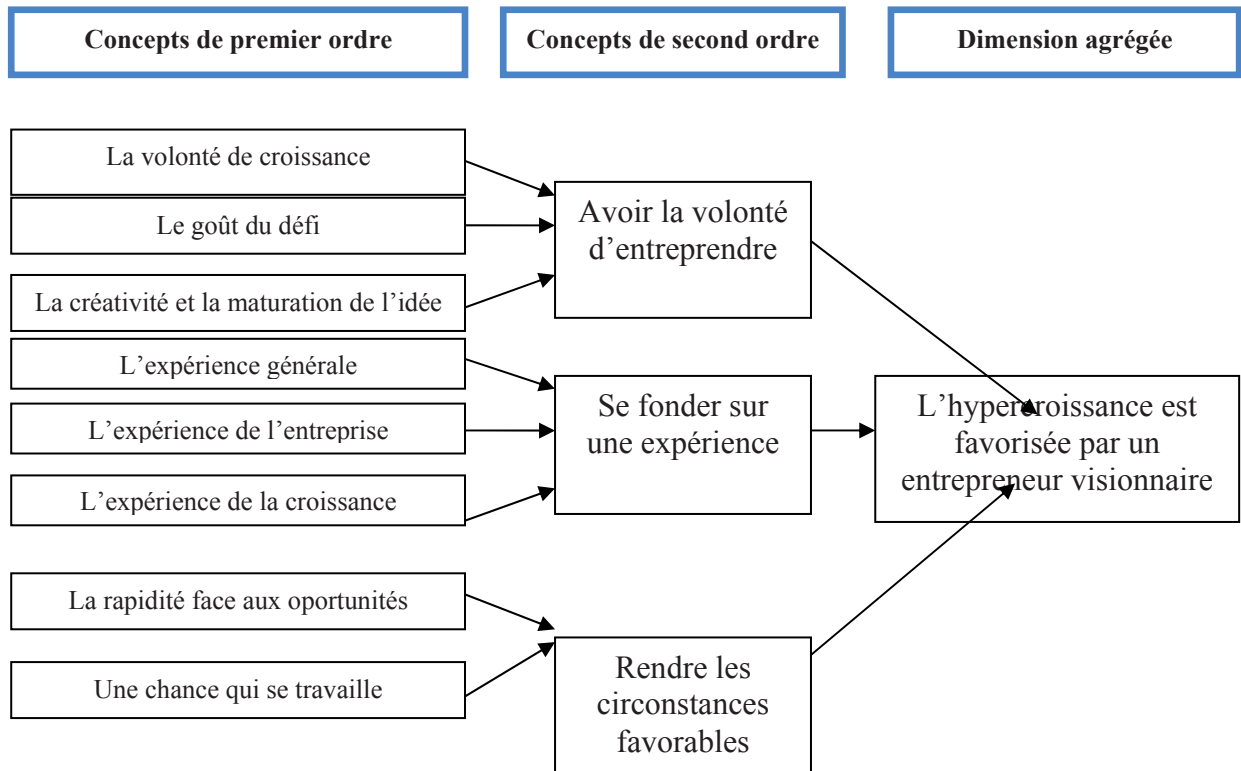 Concepts de premier ordre
Concepts de second ordre
Dimension agrégée
La volonté de croissance
Le goût du défi
La créativité et la maturation de l’idée
L’expérience générale
L’expérience de l’entreprise
L’expérience de la croissance
La rapidité face aux oportunités
Une chance qui se travaille
Avoir la volonté
d’entreprendre
Se fonder sur
une expérience
Rendre les
circonstances
favorables
L’hypercroissance est
favorisée par un
entrepreneur visionnaire